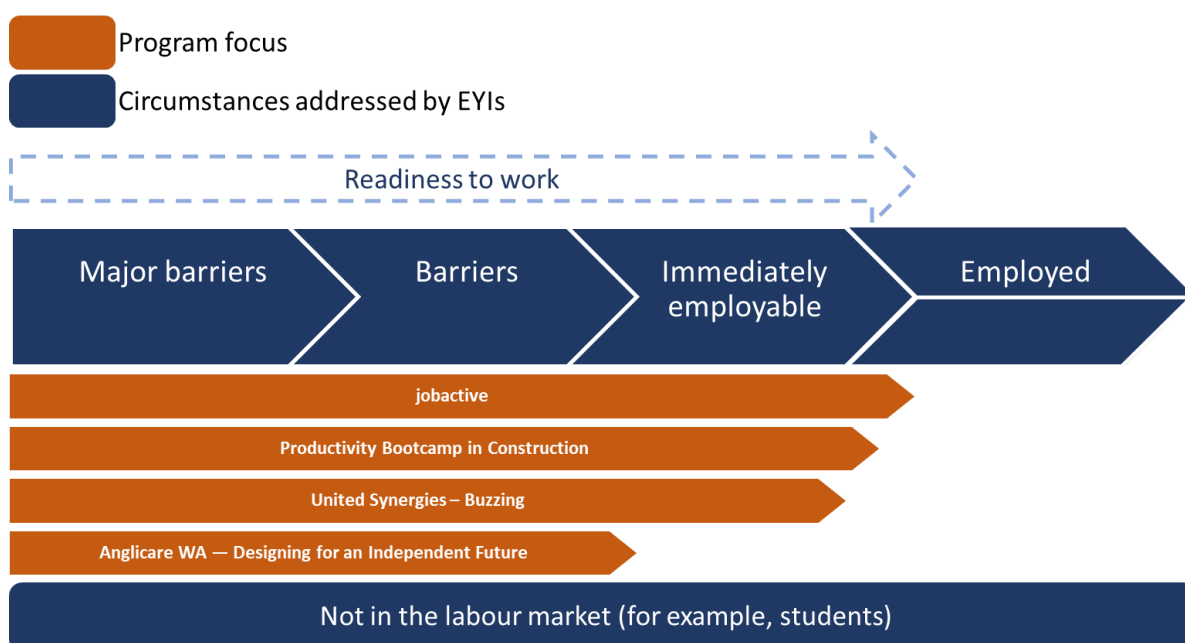 Program focus
Circumstances addressed by EYIs
Readiness to work
Major barriers
Barriers
Immediately
employable
Employed
jobactive
Productivity Bootcamp in Construction
United Synergies – Buzzing
Anglicare WA — Designing for an Independent Future
Not in the labour market (for example, students)